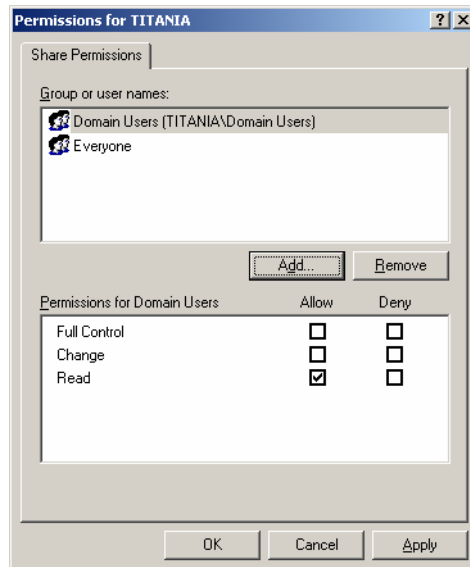 Permissions for TITANIA
Share Permissions
Group or user names:
Domain Users (TITANIA\Domain Users)
Everyone
Add... Remove
Permissions for Domain Users Allow Deny
Full Control
Change
Read
OK Cancel Apply